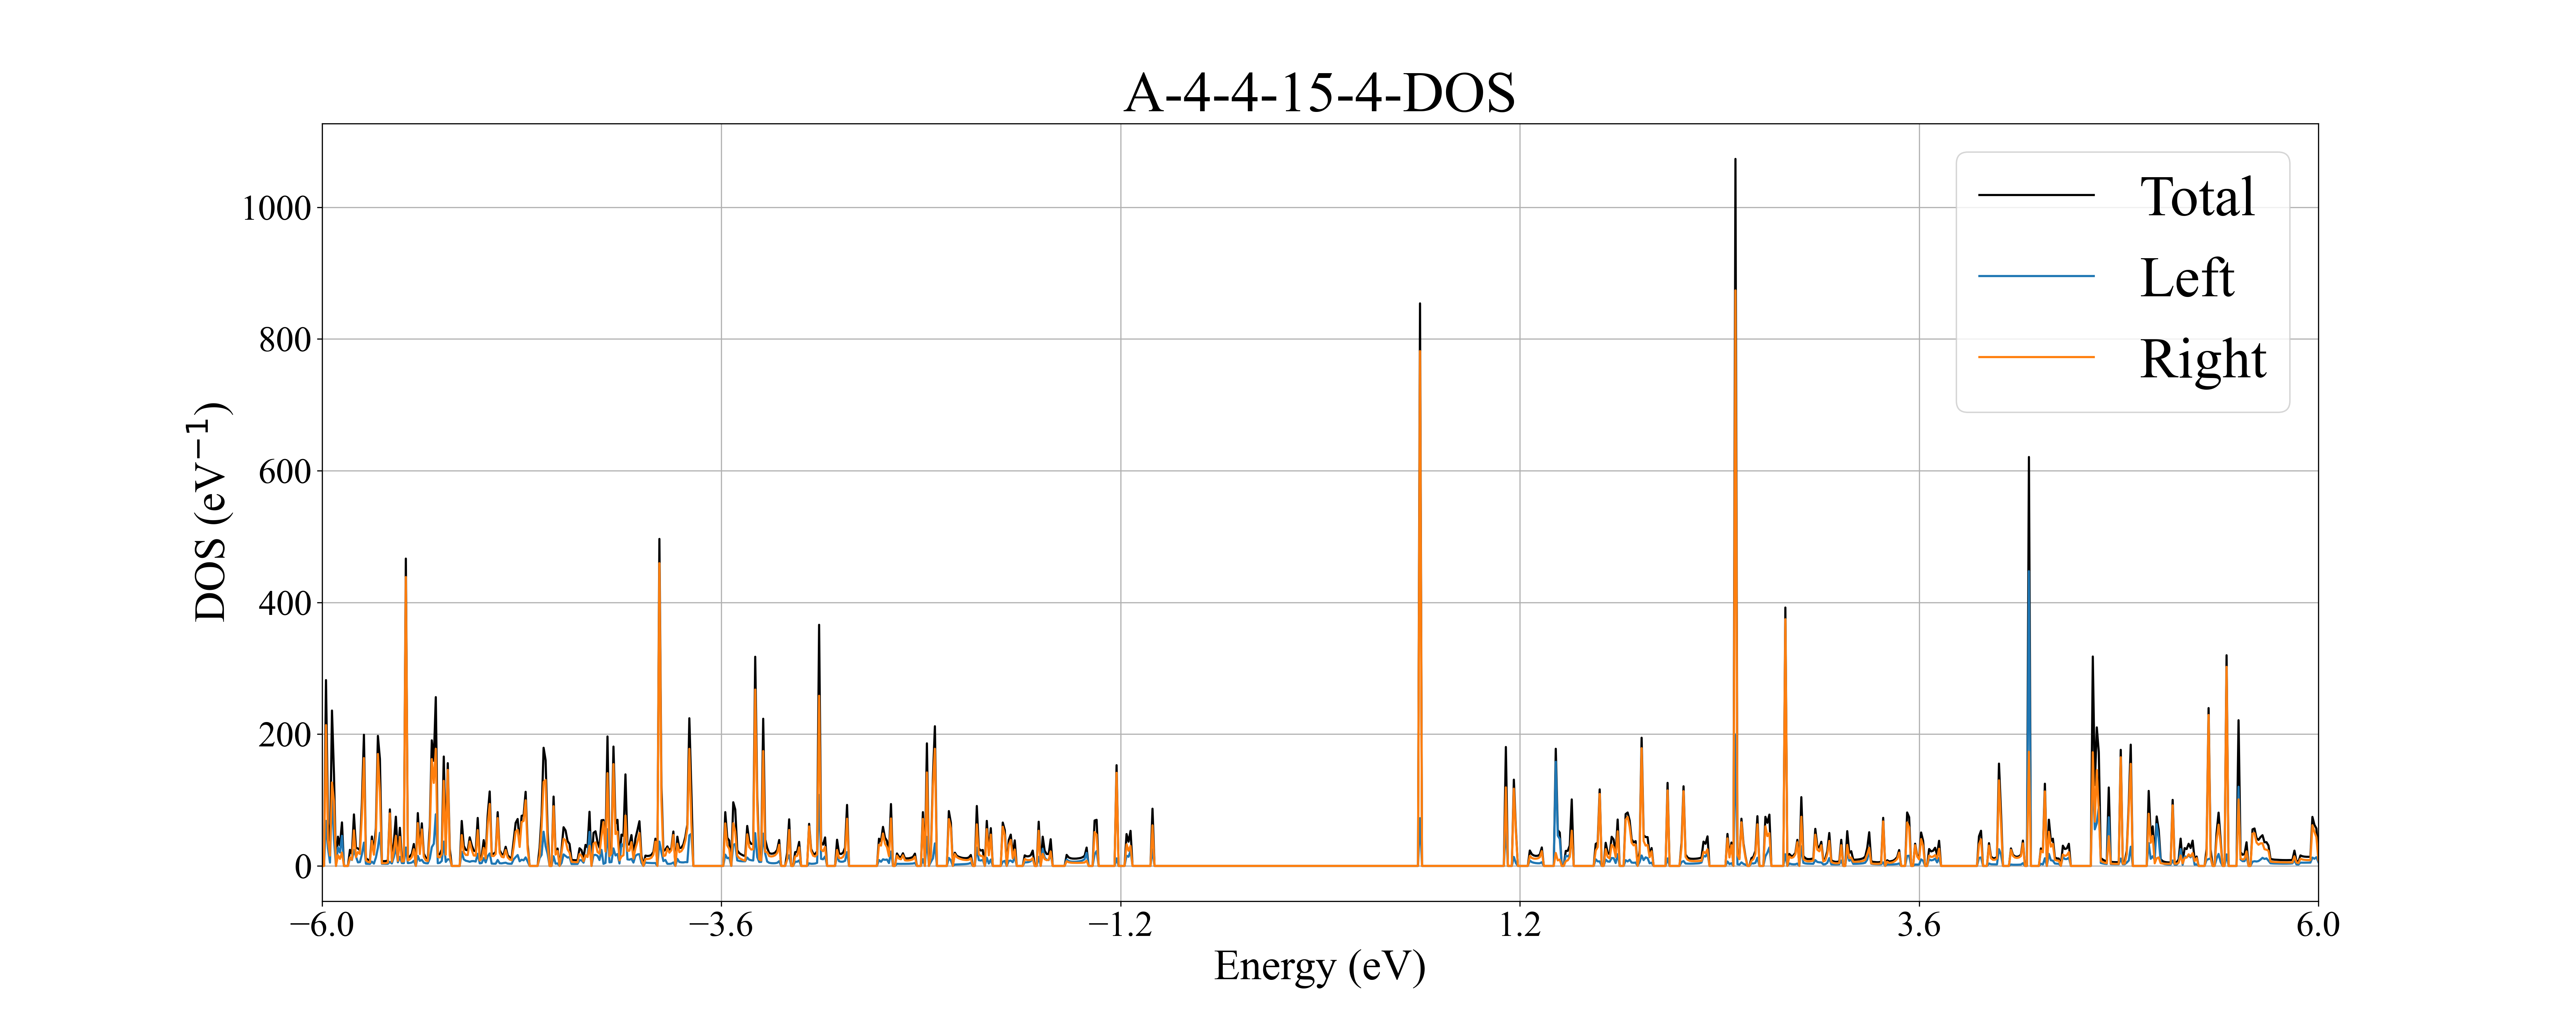 A-4-4-15-4-DOS
Total
Left
Right
1000
800
600
400
200
0
DOS (eV⁻¹)
−6.0
−3.6
−1.2
1.2
3.6
6.0
Energy (eV)